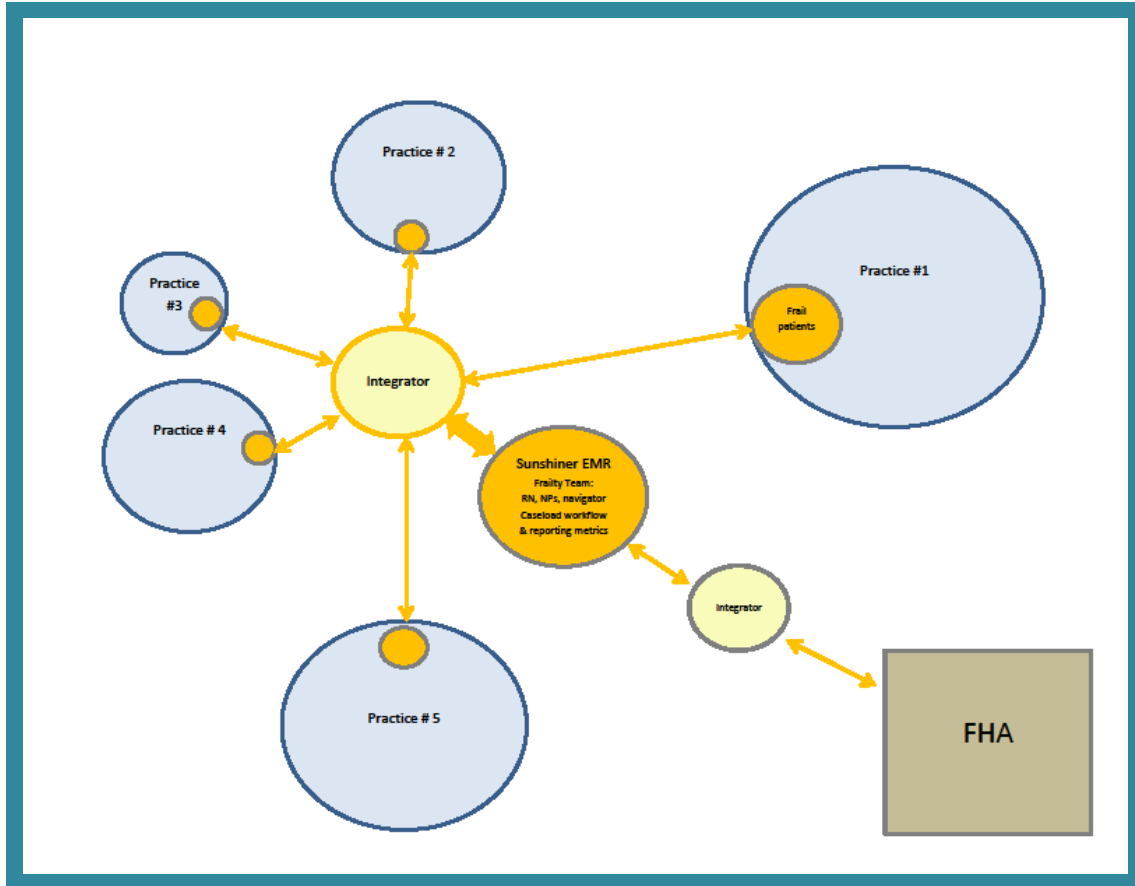 Practice # 2
Practice #1
Practice
#3
Frail
patients
Integrator
Practice # 4
Sunshiner EMR
Frailty Team:
RN, NPs, navigator
Caseload workflow
& reporting metrics
Integrator
Practice # 5
FHA